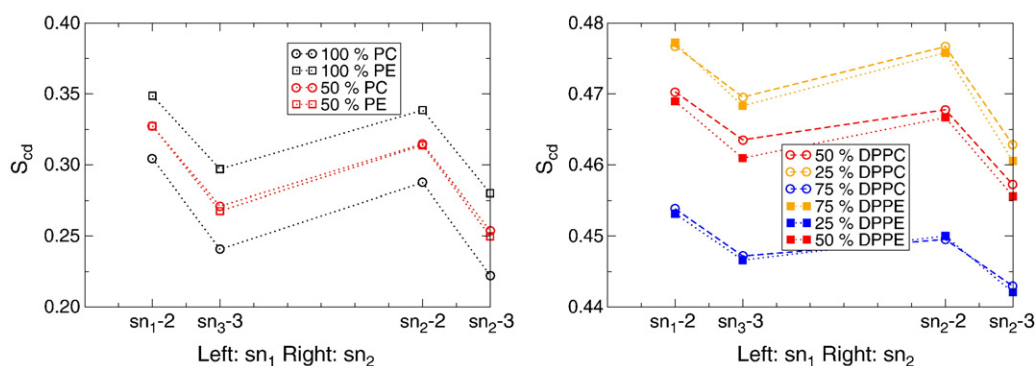 0.40
0.35
0.30
0.25
0.20
S_cd
100 % PC
100 % PE
50 % PC
50 % PE
sn₁-2
sn₃-3
sn₂-2
sn₂-3
Left: sn₁ Right: sn₂
0.48
0.47
0.46
0.45
0.44
S_cd
50 % DPPC
25 % DPPC
75 % DPPC
75 % DPPE
25 % DPPE
50 % DPPE
sn₁-2
sn₃-3
sn₂-2
sn₂-3
Left: sn₁ Right: sn₂